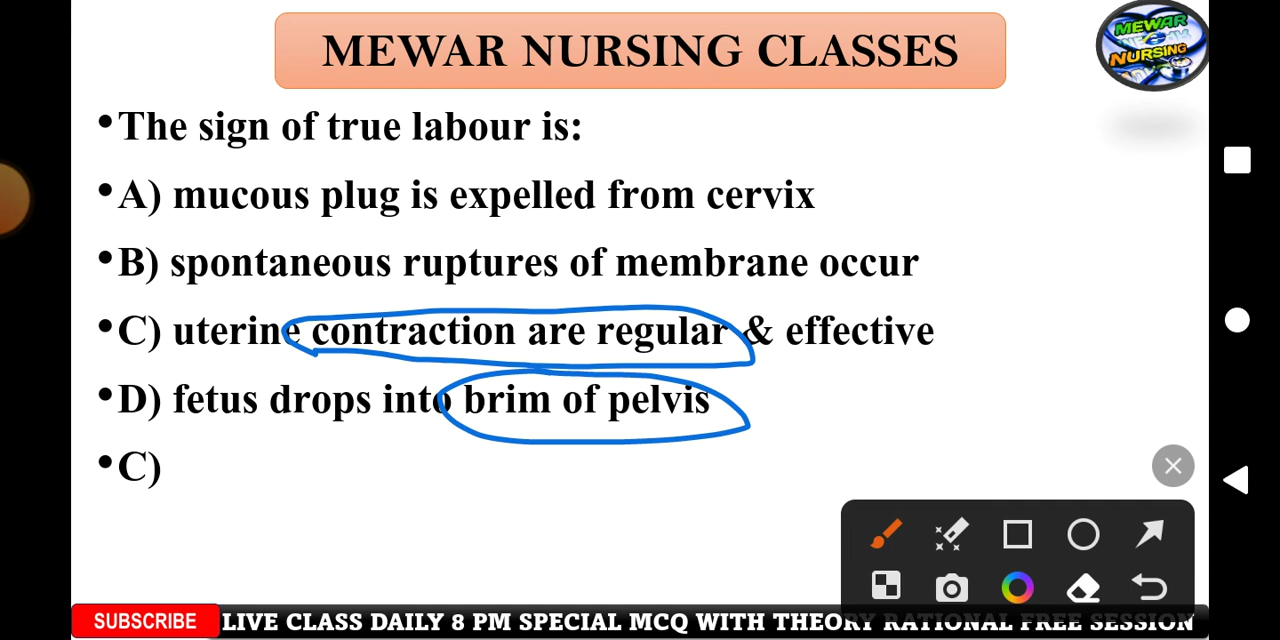 MEWAR NURSING CLASSES
MEWAR
NURSING
•The sign of true labour is:
•A) mucous plug is expelled from cervix
•B) spontaneous ruptures of membrane occur
•C) uterine contraction are regular & effective
•D) fetus drops into brim of pelvis
•C)
SUBSCRIBE LIVE CLASS DAILY 8 PM SPECIAL MCQ WITH THEORY RATIONAL FREE SESSION